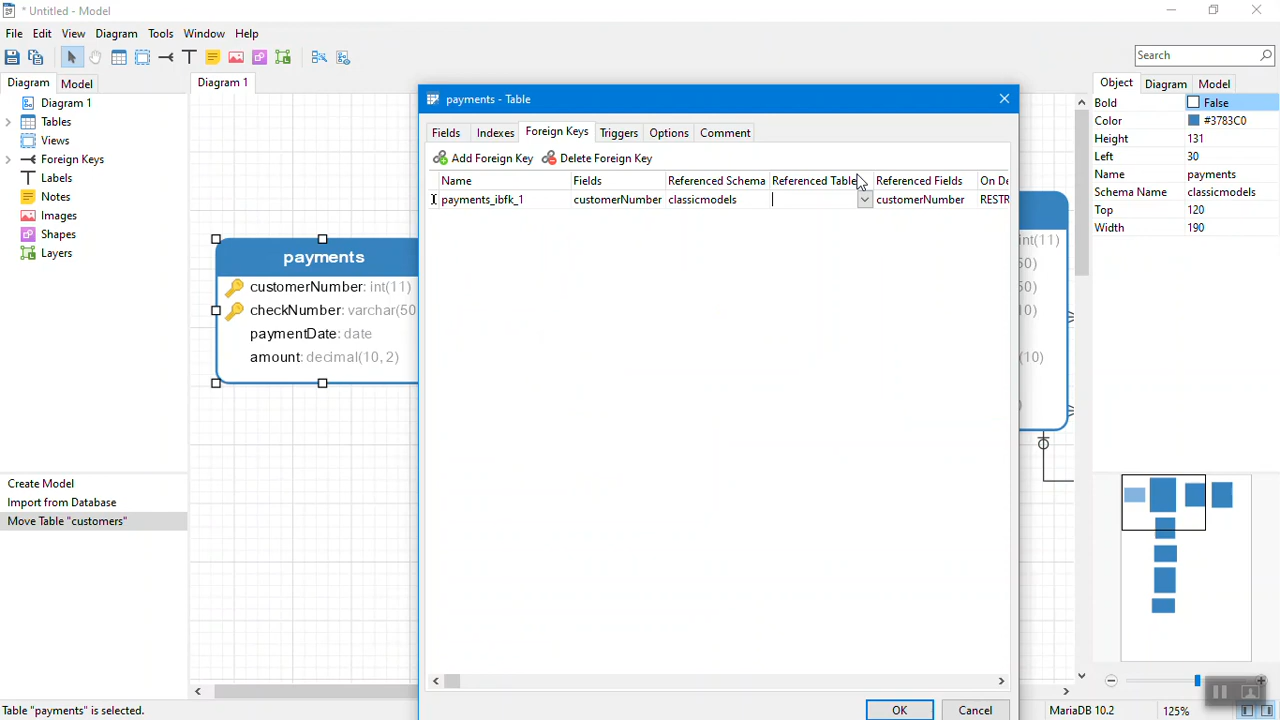 * Untitled - Model
File Edit View Diagram Tools Window Help
Search
Diagram Model
Diagram 1
Tables
Views
Foreign Keys
Labels
Notes
Images
Shapes
Layers
Create Model
Import from Database
Move Table "customers"
Table "payments" is selected.
Diagram 1
payments
customerNumber: int(11)
checkNumber: varchar(50
paymentDate: date
amount: decimal(10, 2)
payments - Table
Fields Indexes Foreign Keys Triggers Options Comment
Add Foreign Key Delete Foreign Key
Name Fields Referenced Schema Referenced Table Referenced Fields On De
payments_ibfk_1 customerNumber classicmodels customerNumber RESTR
OK Cancel
int(11)
50)
50)
10)
(10)
)
Object Diagram Model
Bold False
Color #3783C0
Height 131
Left 30
Name payments
Schema Name classicmodels
Top 120
Width 190
MariaDB 10.2 125%